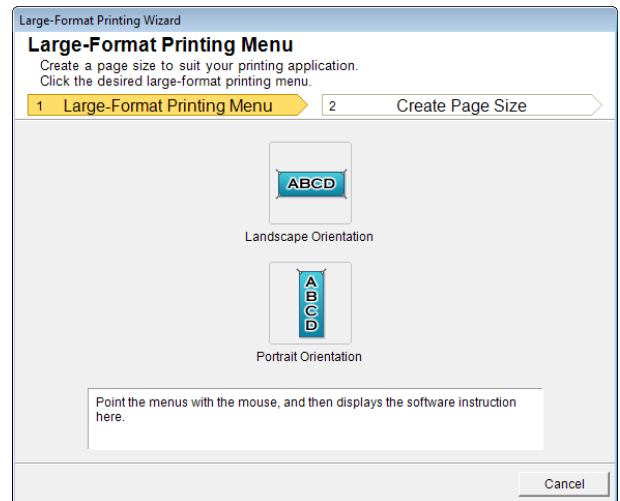 Large-Format Printing Wizard
Large-Format Printing Menu
Create a page size to suit your printing application.
Click the desired large-format printing menu.
1 Large-Format Printing Menu 2 Create Page Size
ABCD
Landscape Orientation
A
B
C
D
Portrait Orientation
Point the menus with the mouse, and then displays the software instruction
here.
Cancel